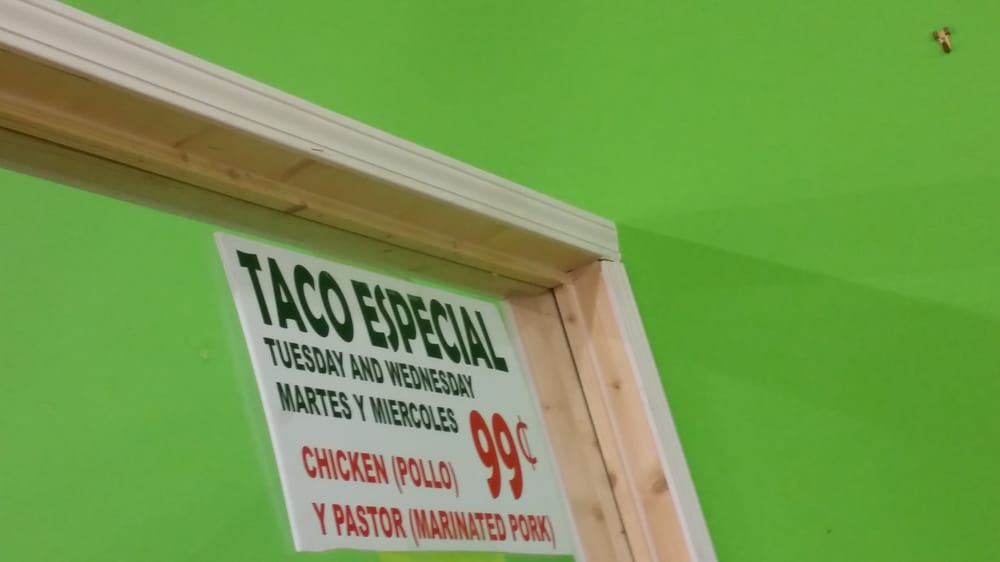 TACO ESPECIAL
TUESDAY AND WEDNESDAY
MARTES Y MIERCOLES
99¢
CHICKEN (POLLO)
Y PASTOR (MARINATED PORK)